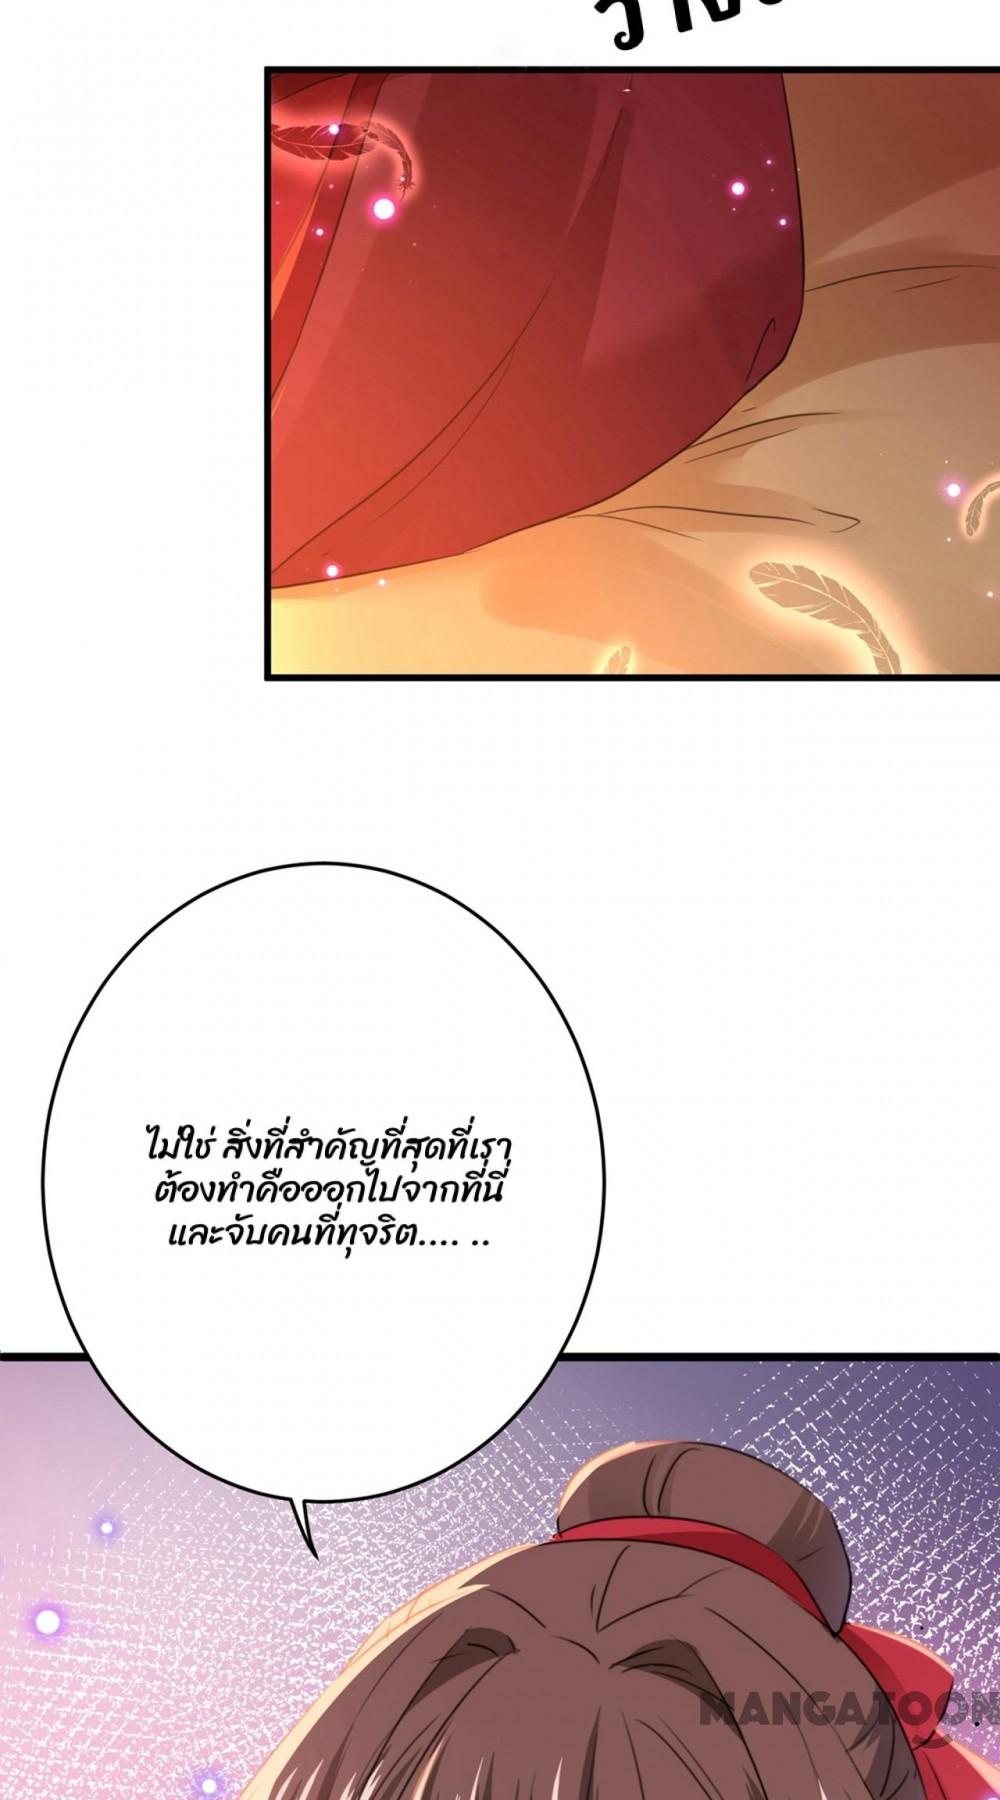 ไม่ใช่ สิ่งที่สำคัญที่สุดที่เรา
ต้องทำคือออกไปจากที่นี่
และจับคนที่ทุจริต.... ..
MANGATOON